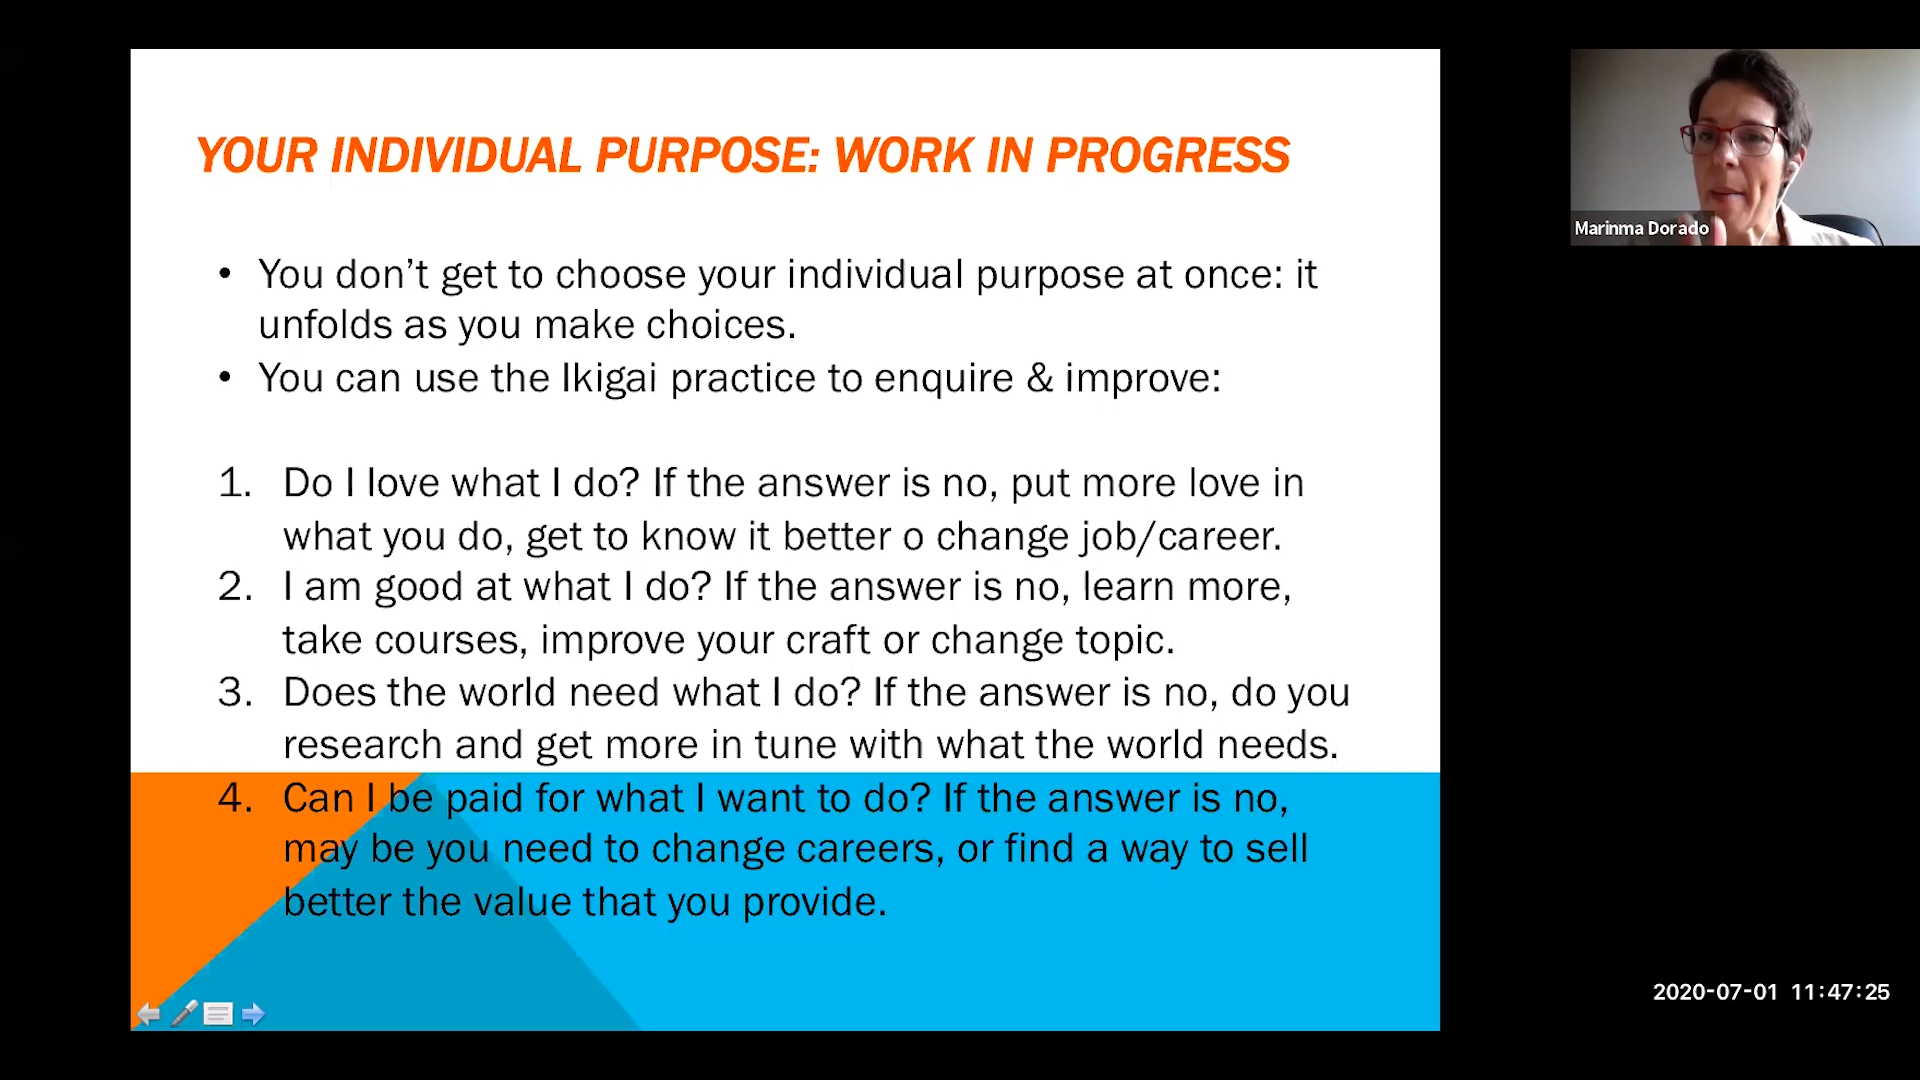 YOUR INDIVIDUAL PURPOSE: WORK IN PROGRESS
• You don't get to choose your individual purpose at once: it
unfolds as you make choices.
• You can use the Ikigai practice to enquire & improve:
1. Do I love what I do? If the answer is no, put more love in
what you do, get to know it better o change job/career.
2. I am good at what I do? If the answer is no, learn more,
take courses, improve your craft or change topic.
3. Does the world need what I do? If the answer is no, do you
research and get more in tune with what the world needs.
4. Can I be paid for what I want to do? If the answer is no,
may be you need to change careers, or find a way to sell
better the value that you provide.
Marinma Dorado
2020-07-01 11:47:25